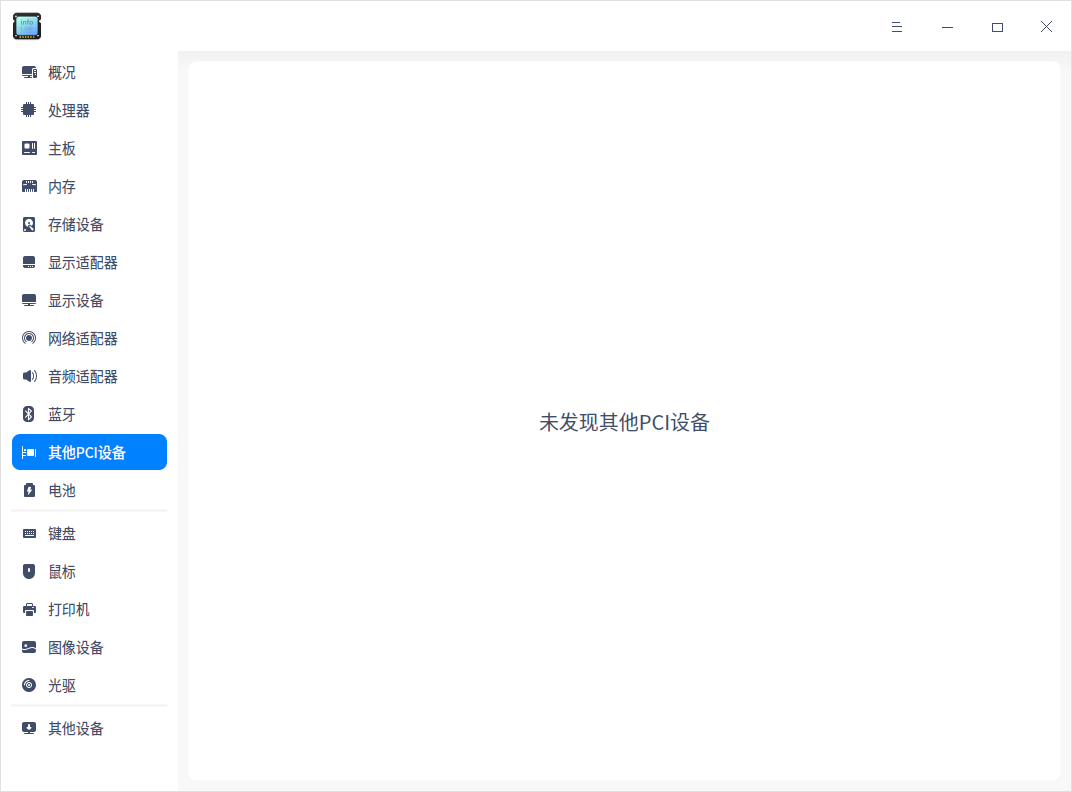 info
概况
处理器
主板
内存
存储设备
显示适配器
显示设备
网络适配器
音频适配器
蓝牙
其他PCI设备
电池
键盘
鼠标
打印机
图像设备
光驱
其他设备
未发现其他PCI设备